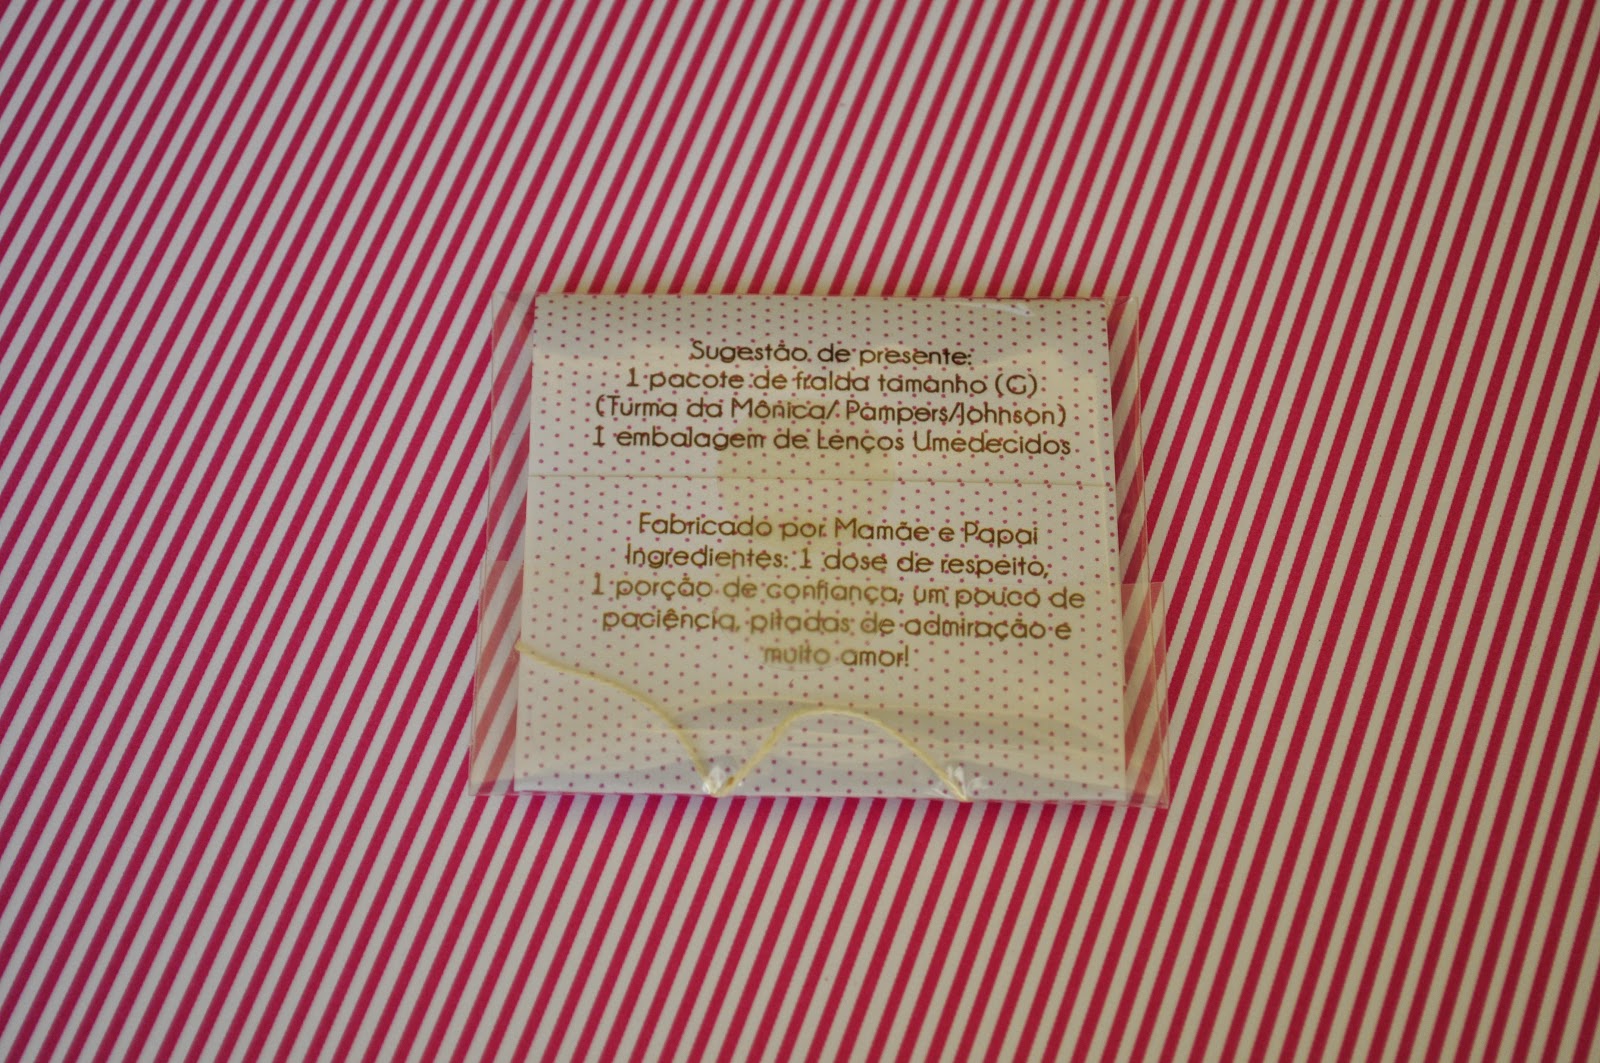 Sugestão de presente:
1 pacote de fralda tamanho (G)
(Turma da Mônica/ Pampers/Johnson)
1 embalagem de Lenços Umedecidos
Fabricado por Mamãe e Papai
Ingredientes: 1 dose de respeito,
1 porção de confiança, um pouco de
paciência, pitadas de admiração e
muito amor!